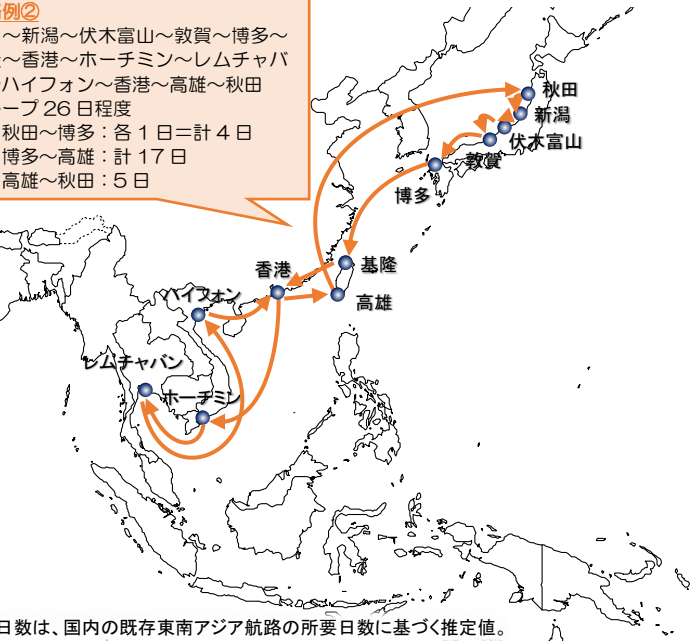 例②
～新潟～伏木富山～敦賀～博多～
～香港～ホーチミン～レムチャバ
ハイフォン～香港～高雄～秋田
ープ 26 日程度
秋田～博多：各 1 日＝計 4 日
博多～高雄：計 17 日
高雄～秋田：5 日
秋田
新潟
伏木富山
敦賀
博多
基隆
香港
高雄
ハイフォン
レムチャバン
ホーチミン
日数は、国内の既存東南アジア航路の所要日数に基づく推定値。